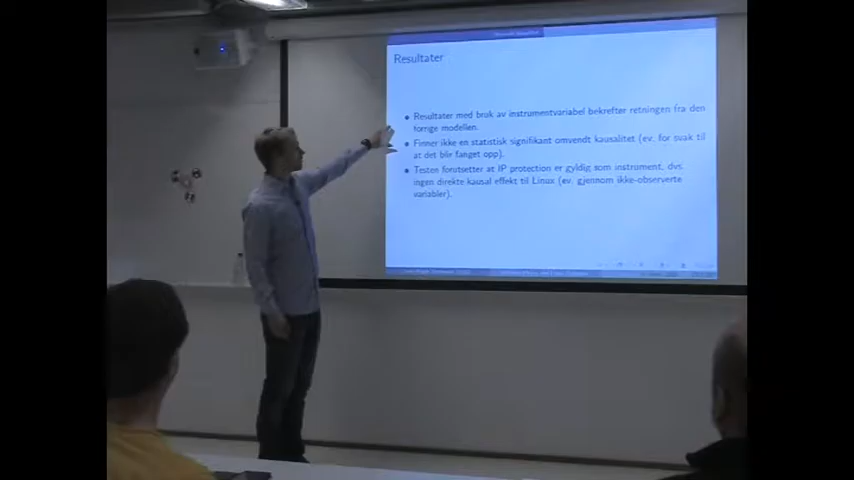 Resultater
Resultater med bruk av instrumentvariabel bekrefter retningen fra den
forrige modellen.
Finner ikke en statistisk signifikant omvendt kausalitet (ev. for svak til
at det blir fanget opp).
Testen forutsetter at IP protection er gyldig som instrument, dvs.
ingen direkte kausal effekt til Linux (ev. gjennom ikke-observerte
variabler).